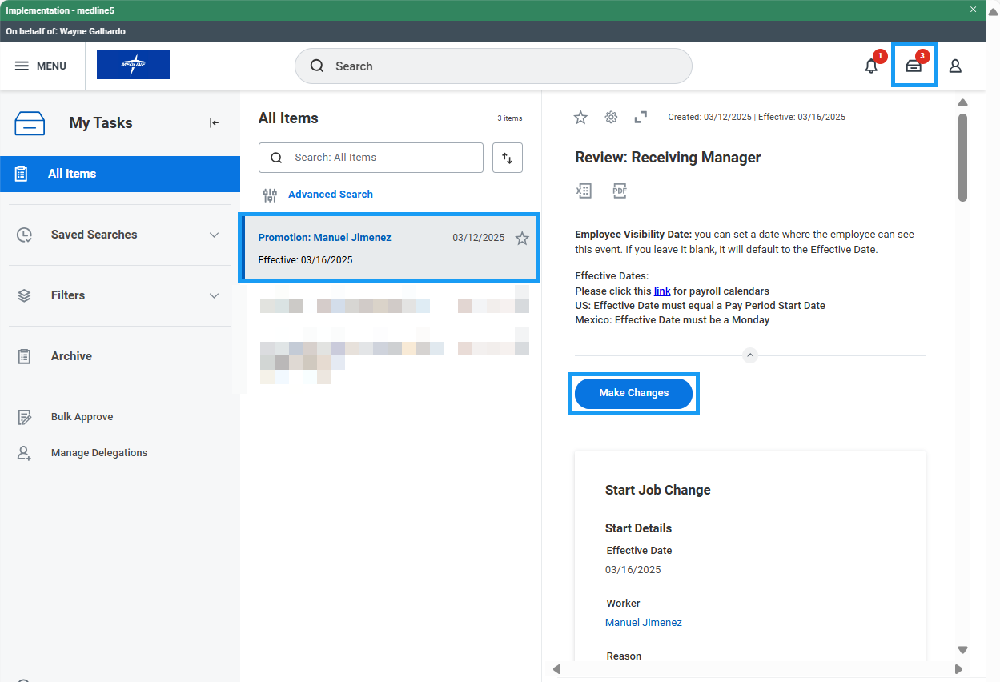 Implementation - medline5
On behalf of: Wayne Galhardo
MENU
MEDLINE
Search
1
3
My Tasks
All Items
Saved Searches
Filters
Archive
Bulk Approve
Manage Delegations
All Items
3 items
Search: All Items
Advanced Search
Promotion: Manuel Jimenez
03/12/2025
Effective: 03/16/2025
Created: 03/12/2025 | Effective: 03/16/2025
Review: Receiving Manager
X
PDF
Employee Visibility Date: you can set a date where the employee can see
this event. If you leave it blank, it will default to the Effective Date.
Effective Dates:
Please click this link for payroll calendars
US: Effective Date must equal a Pay Period Start Date
Mexico: Effective Date must be a Monday
Make Changes
Start Job Change
Start Details
Effective Date
03/16/2025
Worker
Manuel Jimenez
Reason